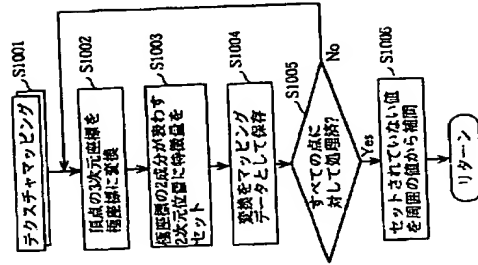 テクスチャマッピング
S1001
頂点の3次元座標を
極座標に変換
S1002
極座標の2成分が表わす
2次元位置に特徴量を
セット
S1003
変換をマッピング
データとして保存
S1004
すべての点に
対して処理済?
S1005
No
Yes
セットされていない値
を周囲の値から補間
S1006
リターン